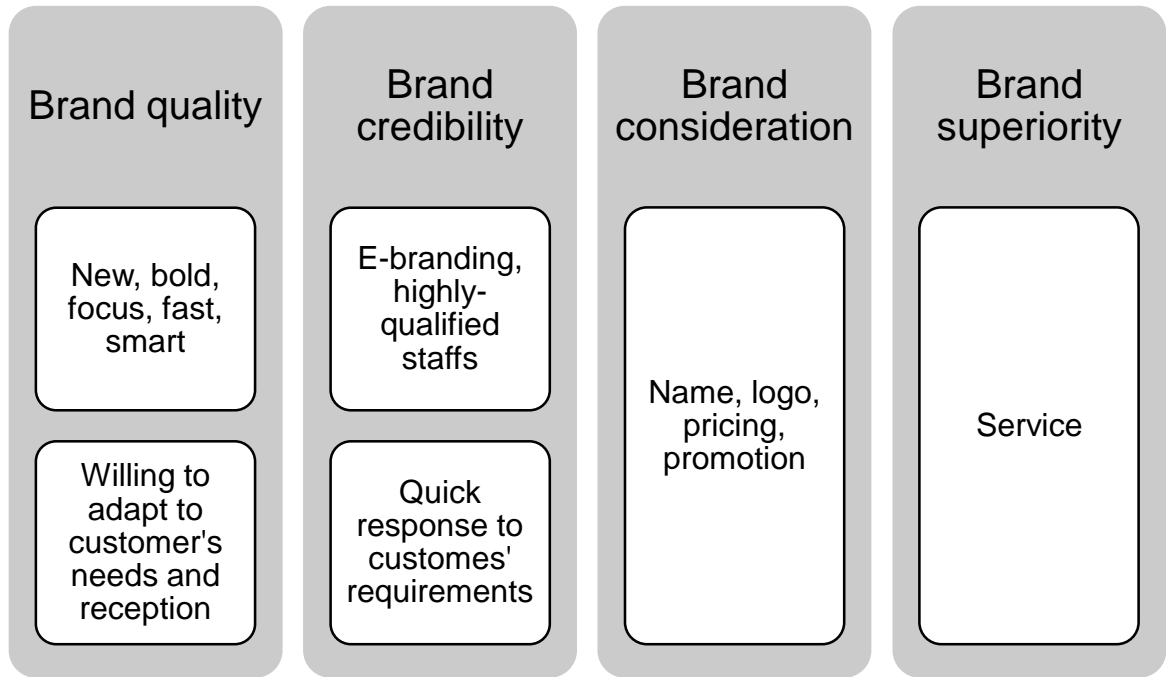 Brand quality
New, bold,
focus, fast,
smart
Willing to
adapt to
customer's
needs and
reception
Brand
credibility
E-branding,
highly-
qualified
staffs
Quick
response to
customes'
requirements
Brand
consideration
Name, logo,
pricing,
promotion
Brand
superiority
Service